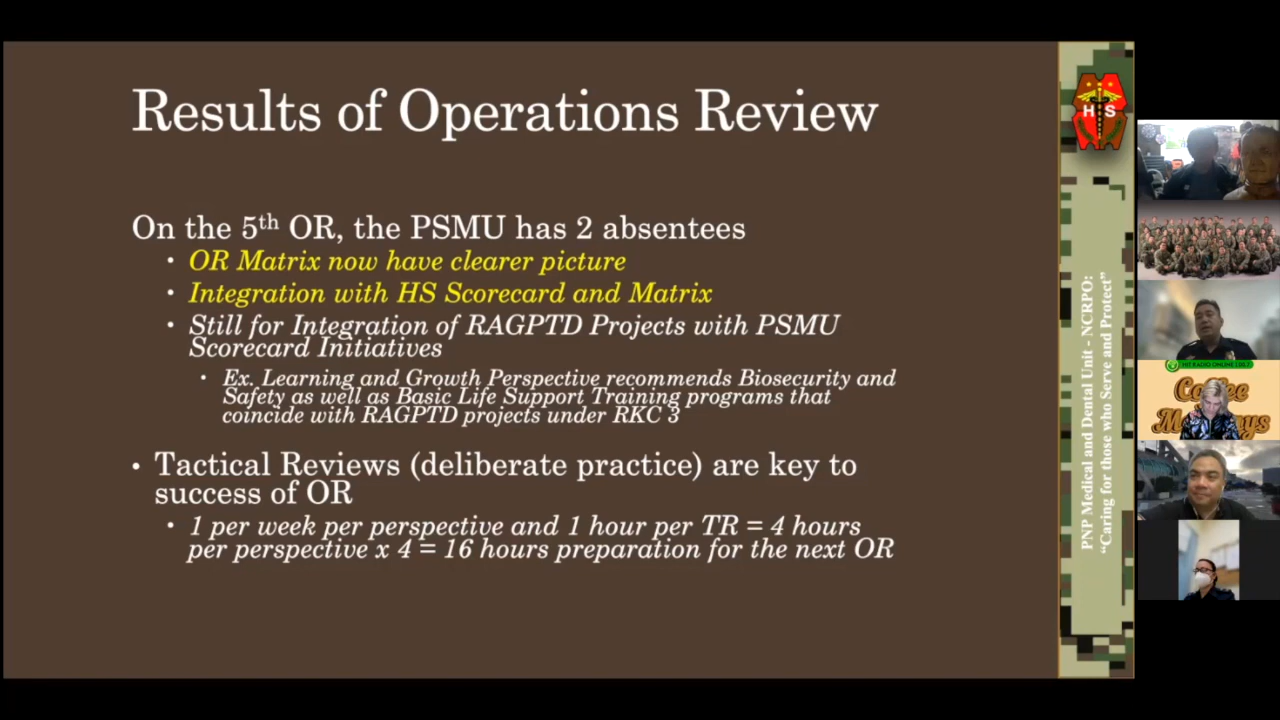 Results of Operations Review
On the 5th OR, the PSMU has 2 absentees
• OR Matrix now have clearer picture
• Integration with HS Scorecard and Matrix
• Still for Integration of RAGPTD Projects with PSMU
Scorecard Initiatives
• Ex. Learning and Growth Perspective recommends Biosecurity and
Safety as well as Basic Life Support Training programs that
coincide with RAGPTD projects under RKC 3
• Tactical Reviews (deliberate practice) are key to
success of OR
• 1 per week per perspective and 1 hour per TR = 4 hours
per perspective x 4 = 16 hours preparation for the next OR
H S
PNP Medical and Dental Unit - NCRPO:
“Caring for those who Serve and Protect”
Coffee